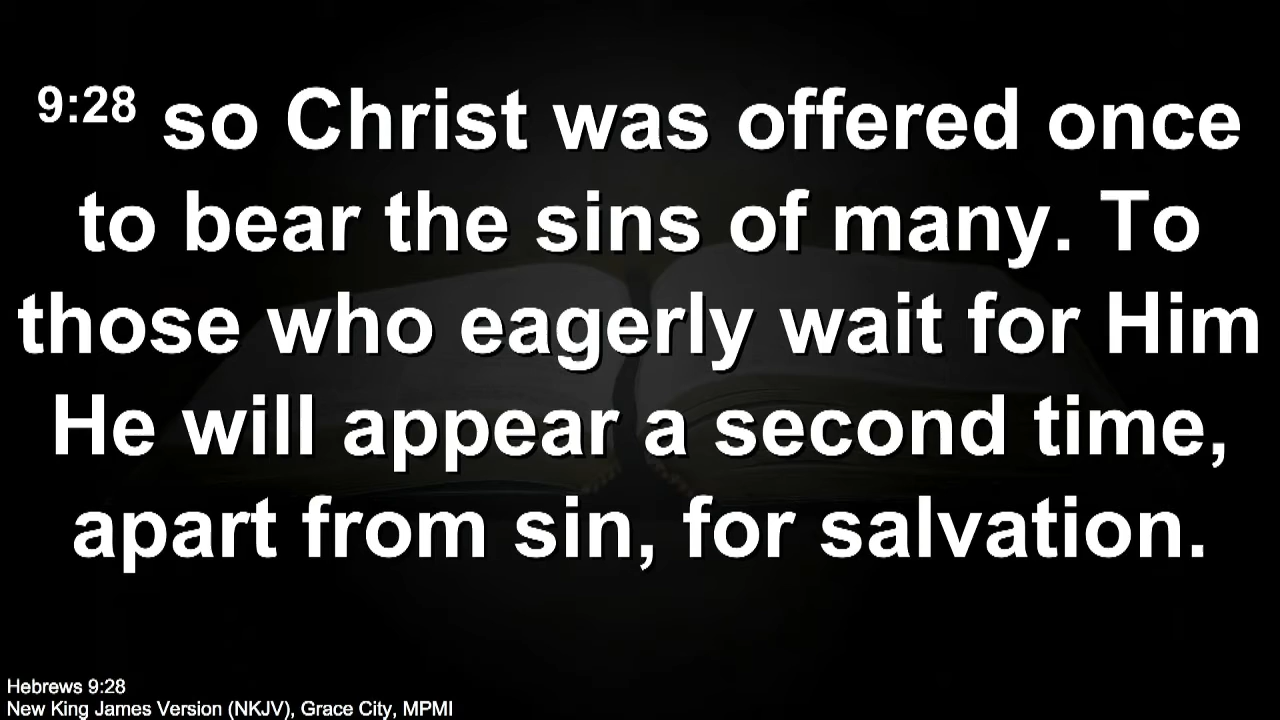 9:28 so Christ was offered once
to bear the sins of many. To
those who eagerly wait for Him
He will appear a second time,
apart from sin, for salvation.
Hebrews 9:28
New King James Version (NKJV), Grace City, MPMI